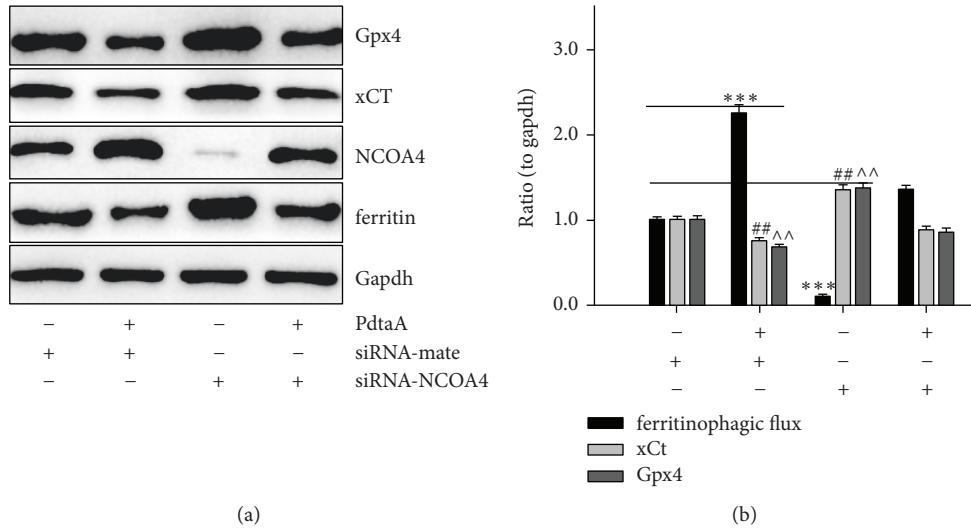 Gpx4
xCT
NCOA4
ferritin
Gapdh
− + − + PdtaA
+ + − − siRNA-mate
− − + + siRNA-NCOA4
(a)
Ratio (to gapdh)
3.0
2.0
1.0
0.0
***
## ^^
## ^^
***
− + − +
+ + − −
− − + +
ferritinophagic flux
xCt
Gpx4
(b)